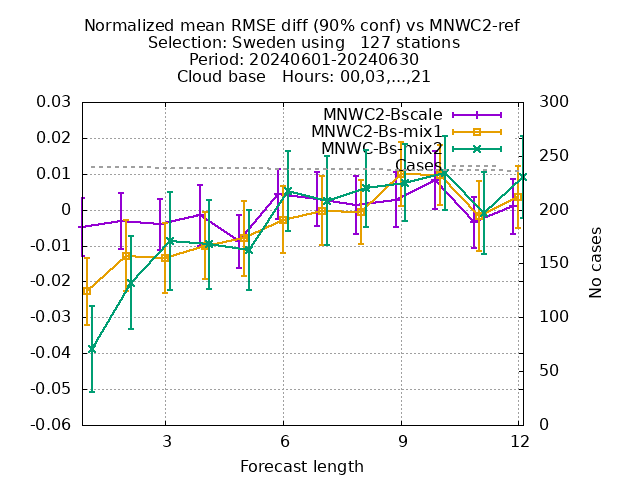 Normalized mean RMSE diff (90% conf) vs MNWC2-ref
Selection: Sweden using   127 stations
Period: 20240601-20240630
Cloud base   Hours: 00,03,...,21
MNWC2-Bscale
MNWC2-Bs-mix1
MNWC-Bs-mix2
Cases
0.03
0.02
0.01
0
-0.01
-0.02
-0.03
-0.04
-0.05
-0.06
300
250
200
150
100
50
0
No cases
3
6
9
12
Forecast length